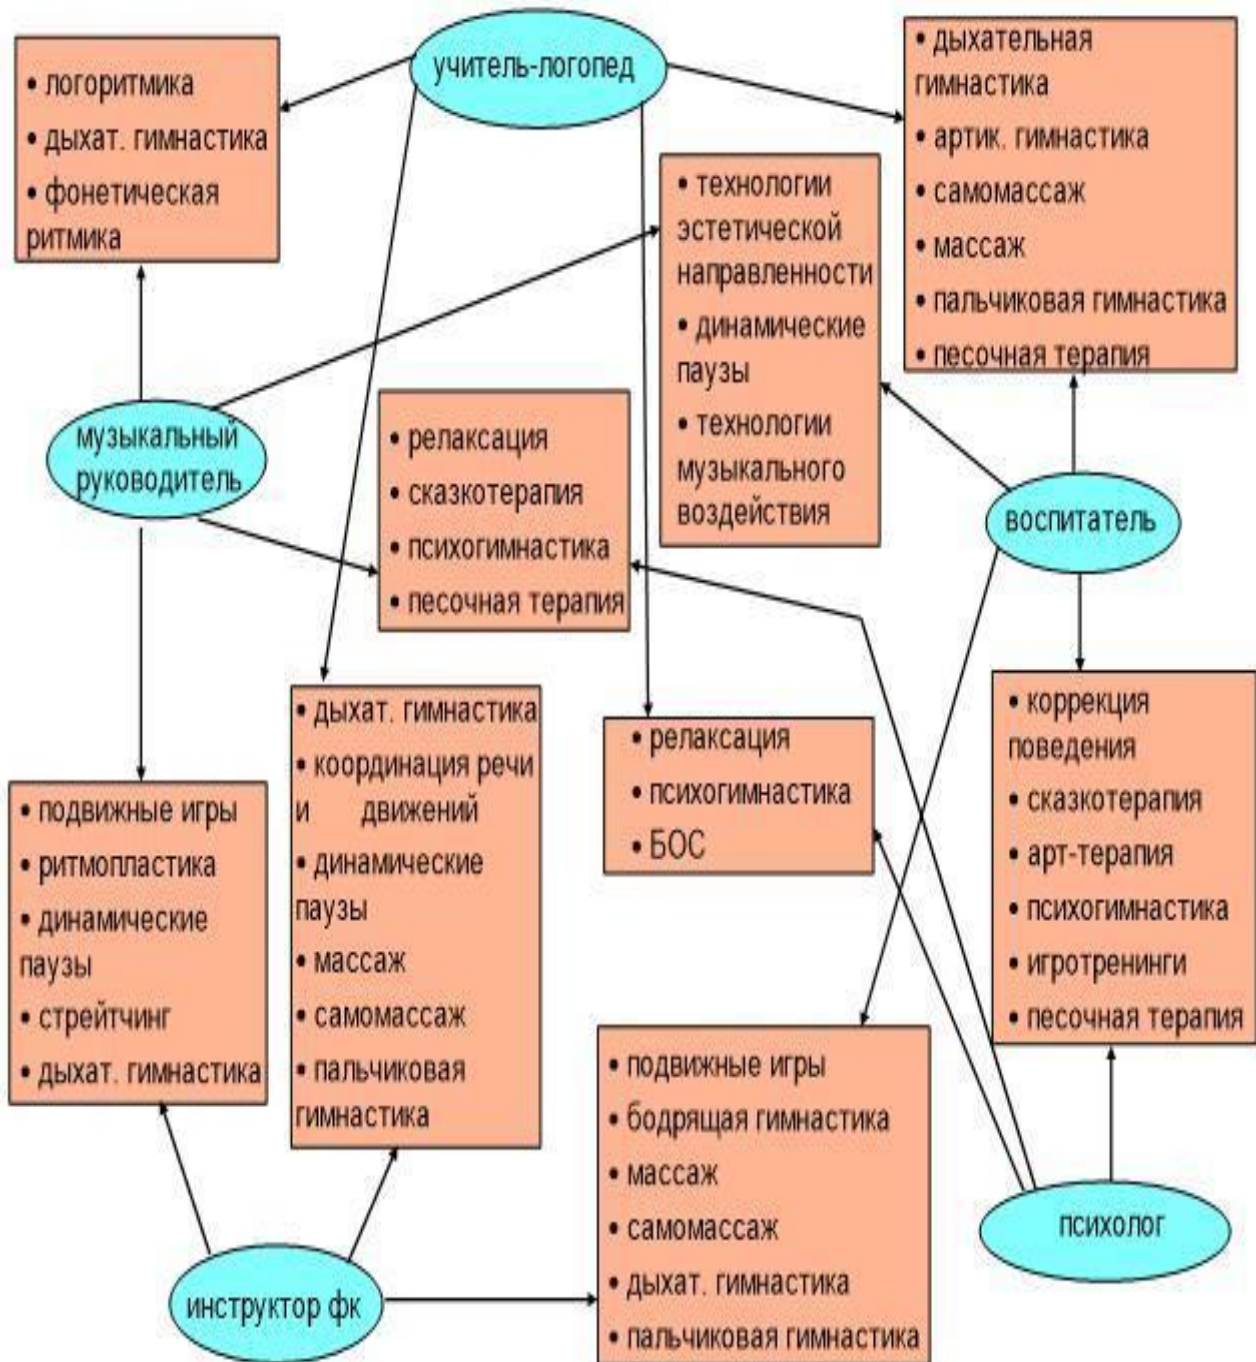 учитель-логопед
• логоритмика
• дыхат. гимнастика
• фонетическая
ритмика
• дыхательная
гимнастика
• артик. гимнастика
• самомассаж
• массаж
• пальчиковая гимнастика
• песочная терапия
• технологии
эстетической
направленности
• динамические
паузы
• технологии
музыкального
воздействия
музыкальный
руководитель
• релаксация
• сказкотерапия
• психогимнастика
• песочная терапия
воспитатель
• дыхат. гимнастика
• координация речи
и движений
• динамические
паузы
• массаж
• самомассаж
• пальчиковая
гимнастика
• релаксация
• психогимнастика
• БОС
• коррекция
поведения
• сказкотерапия
• арт-терапия
• психогимнастика
• игротренинги
• песочная терапия
• подвижные игры
• ритмопластика
• динамические
паузы
• стрейтчинг
• дыхат. гимнастика
• подвижные игры
• бодрящая гимнастика
• массаж
• самомассаж
• дыхат. гимнастика
• пальчиковая гимнастика
психолог
инструктор фк